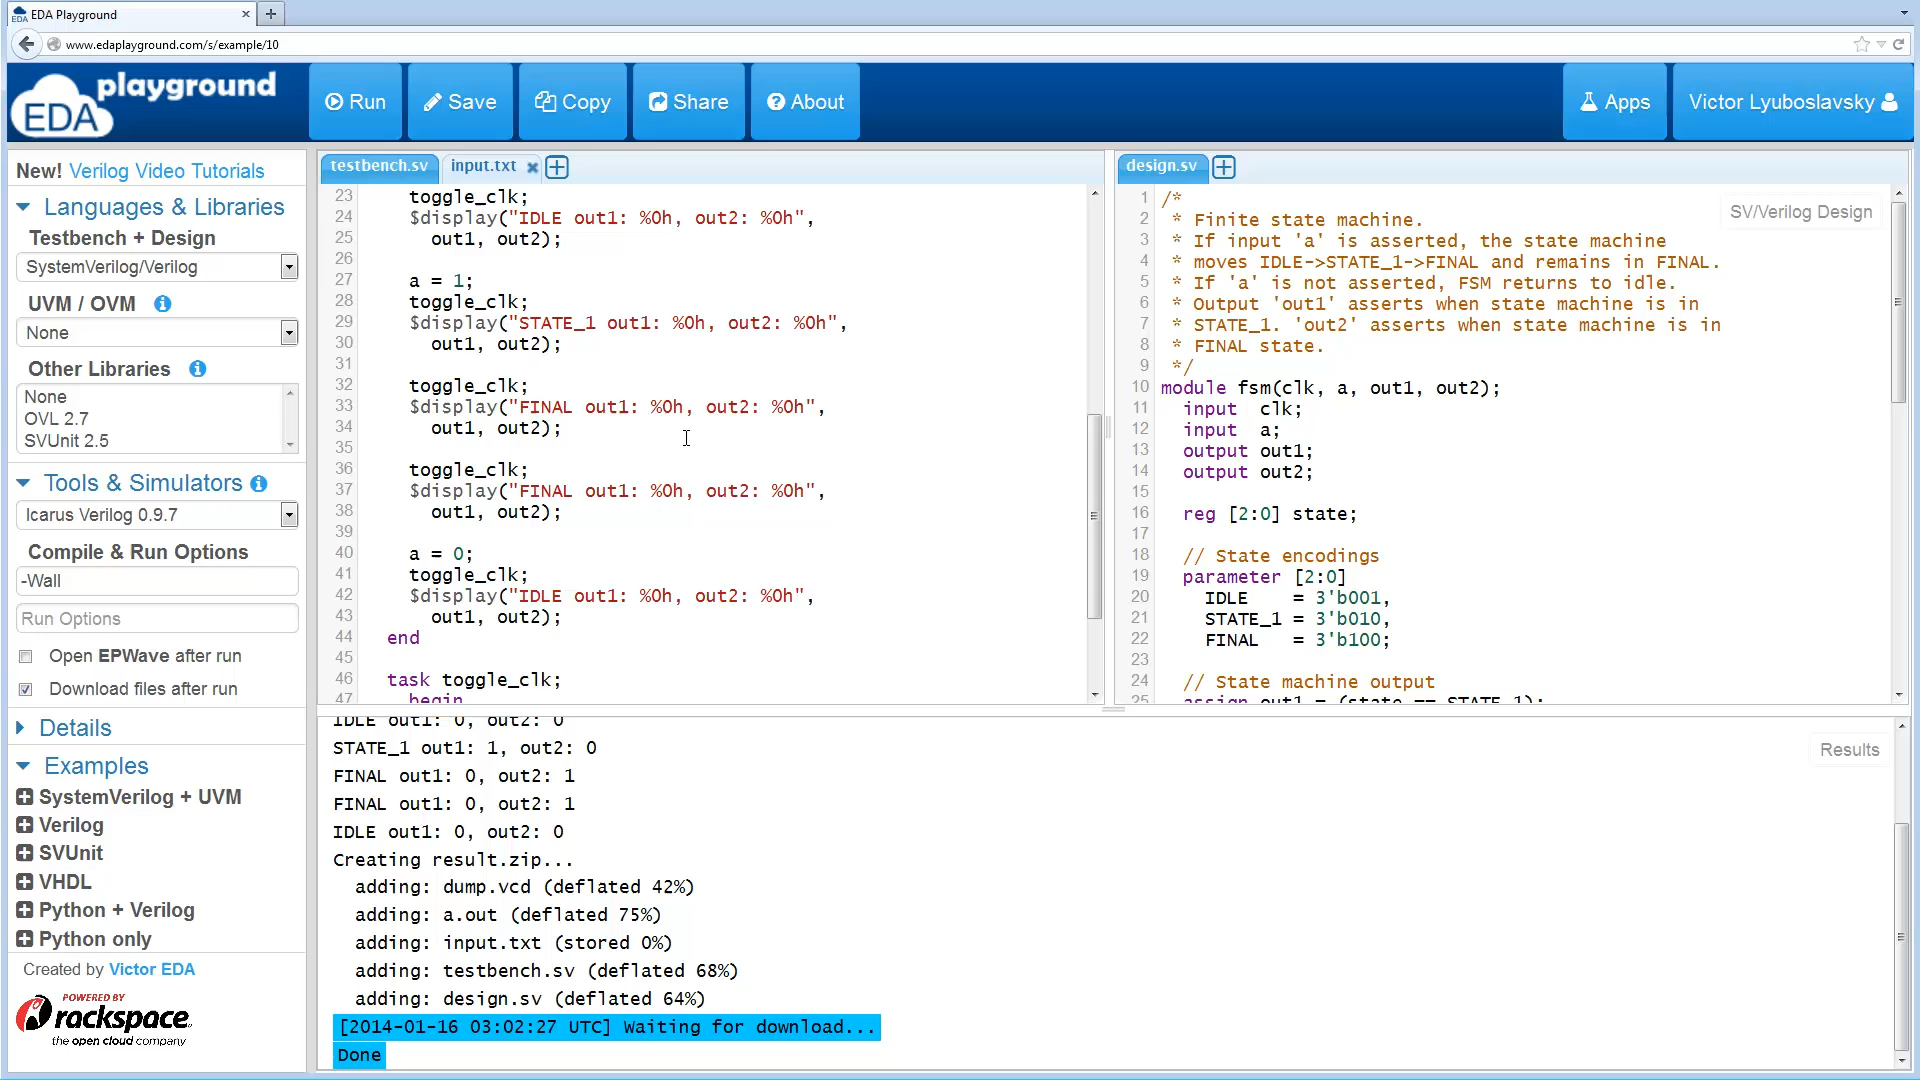 EDA Playground
www.edaplayground.com/s/example/10
EDA playground
Run
Save
Copy
Share
About
Apps
Victor Lyuboslavsky
New! Verilog Video Tutorials
Languages & Libraries
Testbench + Design
SystemVerilog/Verilog
UVM / OVM
None
Other Libraries
None
OVL 2.7
SVUnit 2.5
Tools & Simulators
Icarus Verilog 0.9.7
Compile & Run Options
-Wall
Run Options
Open EPWave after run
Download files after run
Details
Examples
SystemVerilog + UVM
Verilog
SVUnit
VHDL
Python + Verilog
Python only
Created by Victor EDA
POWERED BY
rackspace
the open cloud company
testbench.sv
input.txt
23 toggle_clk;
24 $display("IDLE out1: %0h, out2: %0h",
25 out1, out2);
26
27 a = 1;
28 toggle_clk;
29 $display("STATE_1 out1: %0h, out2: %0h",
30 out1, out2);
31
32 toggle_clk;
33 $display("FINAL out1: %0h, out2: %0h",
34 out1, out2);
35
36 toggle_clk;
37 $display("FINAL out1: %0h, out2: %0h",
38 out1, out2);
39
40 a = 0;
41 toggle_clk;
42 $display("IDLE out1: %0h, out2: %0h",
43 out1, out2);
44 end
45
46 task toggle_clk;
47 begin
design.sv
SV/Verilog Design
1 /*
2 * Finite state machine.
3 * If input 'a' is asserted, the state machine
4 * moves IDLE->STATE_1->FINAL and remains in FINAL.
5 * If 'a' is not asserted, FSM returns to idle.
6 * Output 'out1' asserts when state machine is in
7 * STATE_1. 'out2' asserts when state machine is in
8 * FINAL state.
9 */
10 module fsm(clk, a, out1, out2);
11 input clk;
12 input a;
13 output out1;
14 output out2;
15
16 reg [2:0] state;
17
18 // State encodings
19 parameter [2:0]
20 IDLE = 3'b001,
21 STATE_1 = 3'b010,
22 FINAL = 3'b100;
23
24 // State machine output
25 assign out1 = (state == STATE_1);
Results
IDLE out1: 0, out2: 0
STATE_1 out1: 1, out2: 0
FINAL out1: 0, out2: 1
FINAL out1: 0, out2: 1
IDLE out1: 0, out2: 0
Creating result.zip...
adding: dump.vcd (deflated 42%)
adding: a.out (deflated 75%)
adding: input.txt (stored 0%)
adding: testbench.sv (deflated 68%)
adding: design.sv (deflated 64%)
[2014-01-16 03:02:27 UTC] Waiting for download...
Done